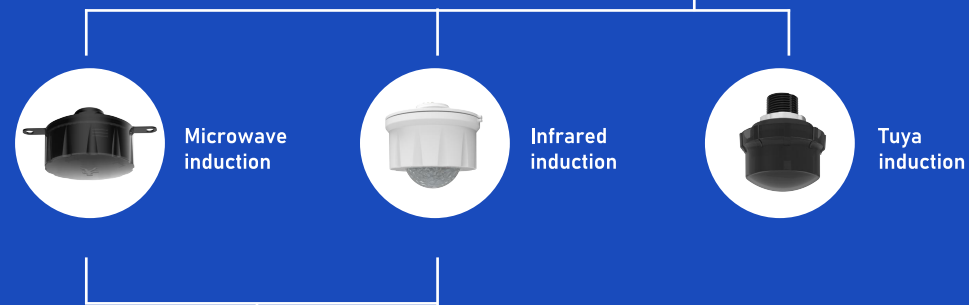 Microwave
induction
Infrared
induction
Tuya
induction